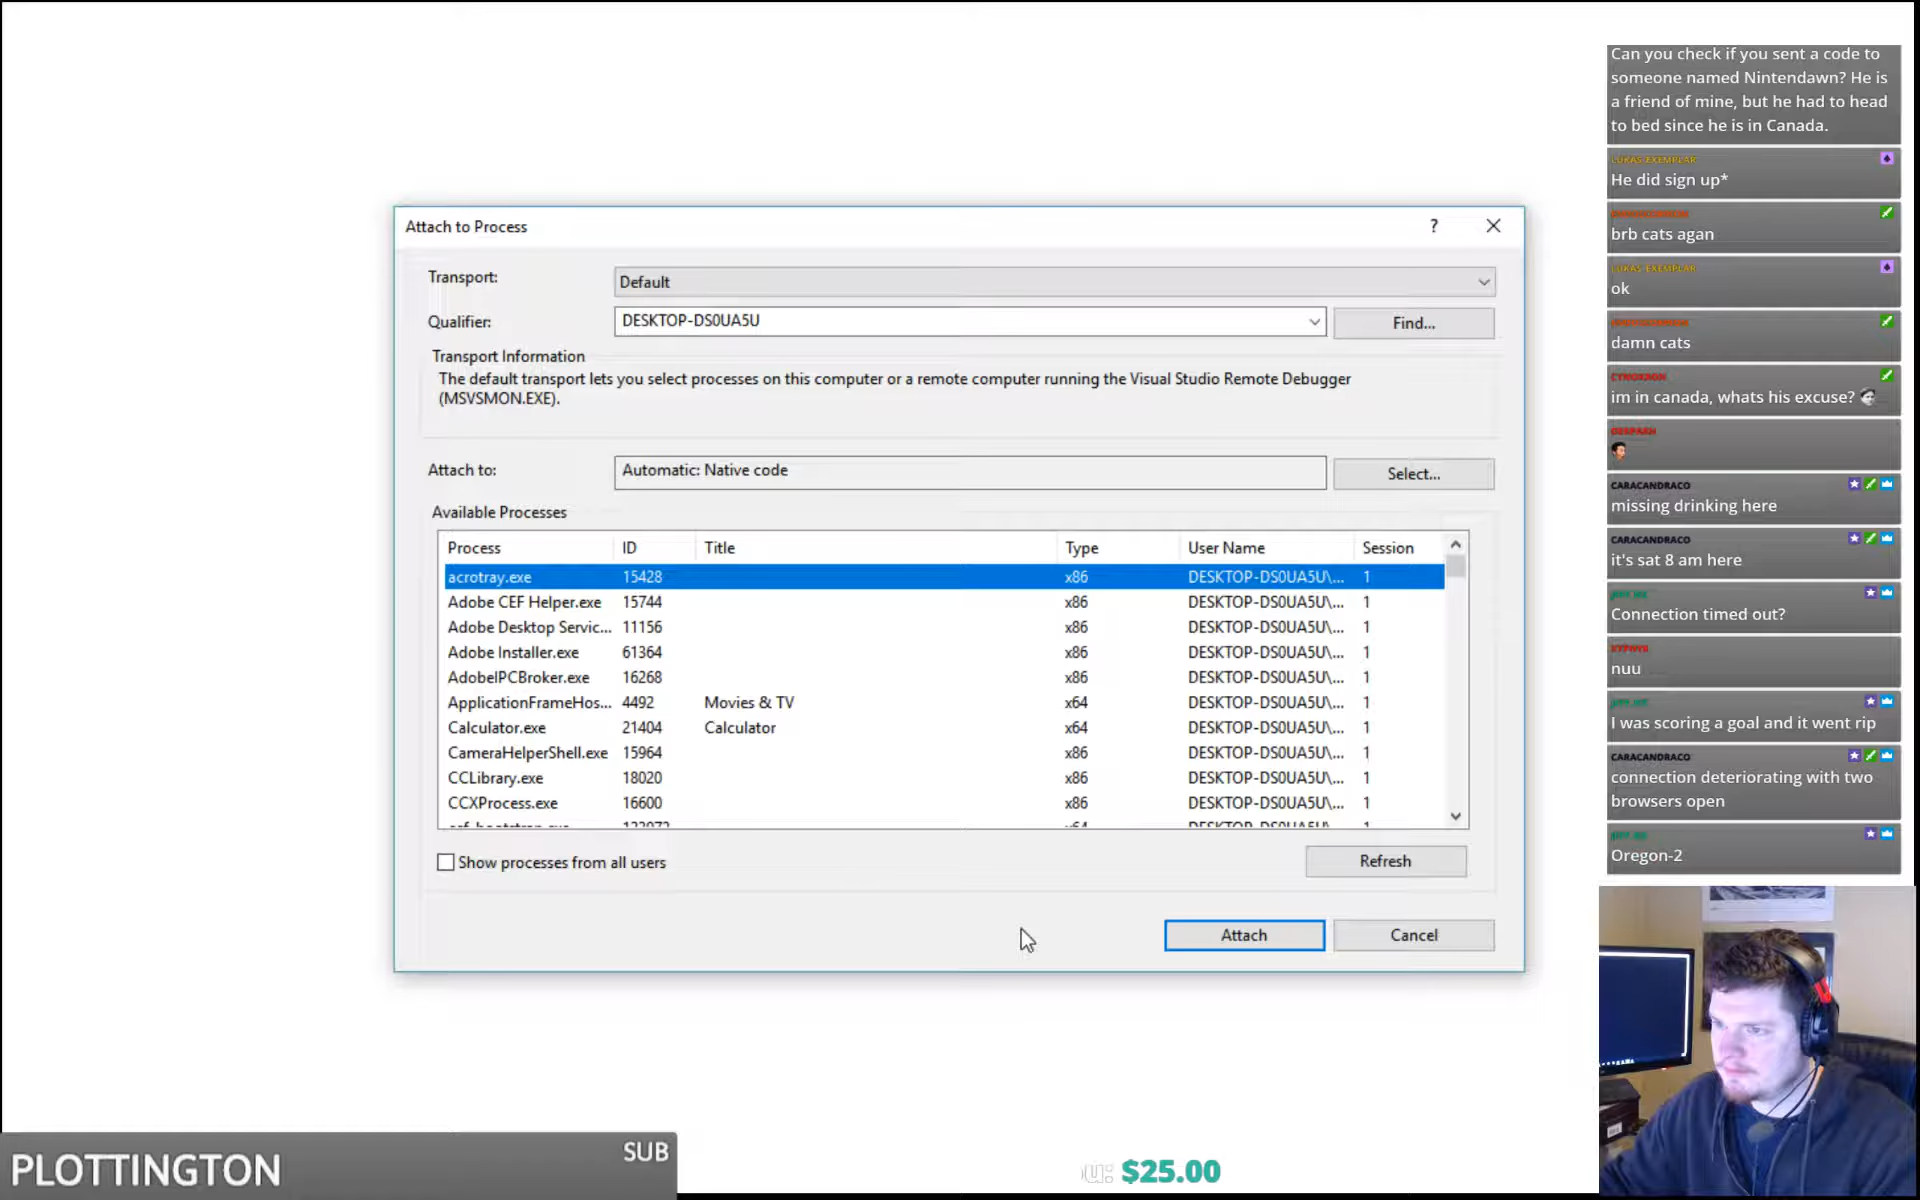 Attach to Process
?
Transport:
Default
Qualifier:
DESKTOP-DS0UA5U
Find...
Transport Information
The default transport lets you select processes on this computer or a remote computer running the Visual Studio Remote Debugger
(MSVSMON.EXE).
Attach to:
Automatic: Native code
Select...
Available Processes
Process ID Title Type User Name Session
acrotray.exe 15428 x86 DESKTOP-DS0UA5U\... 1
Adobe CEF Helper.exe 15744 x86 DESKTOP-DS0UA5U\... 1
Adobe Desktop Servic... 11156 x86 DESKTOP-DS0UA5U\... 1
Adobe Installer.exe 61364 x86 DESKTOP-DS0UA5U\... 1
AdobeIPCBroker.exe 16268 x86 DESKTOP-DS0UA5U\... 1
ApplicationFrameHos... 4492 Movies & TV x64 DESKTOP-DS0UA5U\... 1
Calculator.exe 21404 Calculator x64 DESKTOP-DS0UA5U\... 1
CameraHelperShell.exe 15964 x86 DESKTOP-DS0UA5U\... 1
CCLibrary.exe 18020 x86 DESKTOP-DS0UA5U\... 1
CCXProcess.exe 16600 x86 DESKTOP-DS0UA5U\... 1
Show processes from all users
Refresh
Attach
Cancel
Can you check if you sent a code to
someone named Nintendawn? He is
a friend of mine, but he had to head
to bed since he is in Canada.
LUKAS EXEMPLAR
He did sign up*
brb cats agan
LUKAS EXEMPLAR
ok
damn cats
im in canada, whats his excuse?
CARACANDRACO
missing drinking here
CARACANDRACO
it's sat 8 am here
Connection timed out?
nuu
I was scoring a goal and it went rip
CARACANDRACO
connection deteriorating with two
browsers open
Oregon-2
PLOTTINGTON
SUB
$25.00